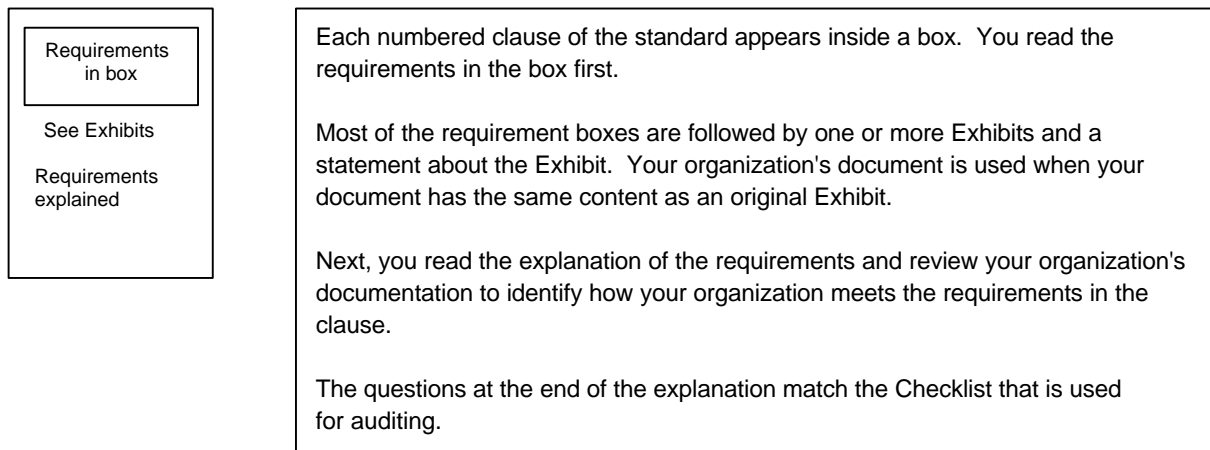 Requirements
in box
See Exhibits
Requirements
explained
Each numbered clause of the standard appears inside a box.  You read the
requirements in the box first.
Most of the requirement boxes are followed by one or more Exhibits and a
statement about the Exhibit.  Your organization's document is used when your
document has the same content as an original Exhibit.
Next, you read the explanation of the requirements and review your organization's
documentation to identify how your organization meets the requirements in the
clause.
The questions at the end of the explanation match the Checklist that is used
for auditing.